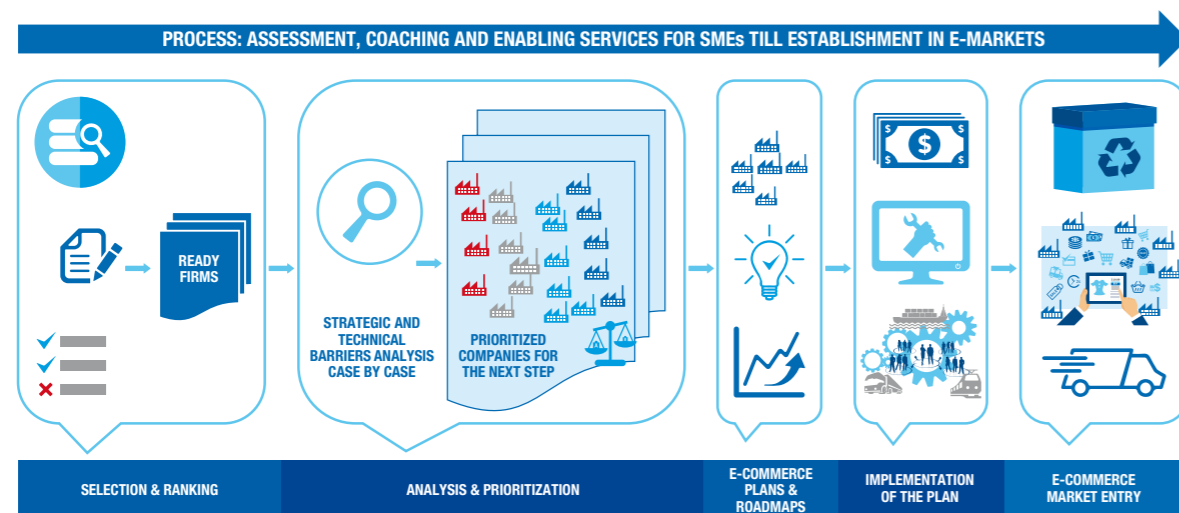 PROCESS: ASSESSMENT, COACHING AND ENABLING SERVICES FOR SMEs TILL ESTABLISHMENT IN E-MARKETS
READY
FIRMS
STRATEGIC AND
TECHNICAL
BARRIERS ANALYSIS
CASE BY CASE
PRIORITIZED
COMPANIES FOR
THE NEXT STEP
$ $
$
$ $
SELECTION & RANKING
ANALYSIS & PRIORITIZATION
E-COMMERCE
PLANS &
ROADMAPS
IMPLEMENTATION
OF THE PLAN
E-COMMERCE
MARKET ENTRY